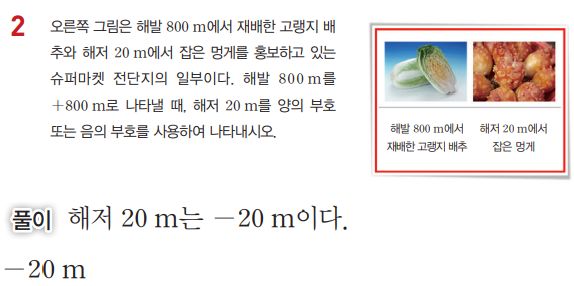 2 오른쪽 그림은 해발 800 m에서 재배한 고랭지 배
추와 해저 20 m에서 잡은 멍게를 홍보하고 있는
슈퍼마켓 전단지의 일부이다. 해발 800 m를
+800 m로 나타낼 때, 해저 20 m를 양의 부호
또는 음의 부호를 사용하여 나타내시오.
해발 800 m에서
재배한 고랭지 배추
해저 20 m에서
잡은 멍게
풀이 해저 20 m는 -20 m이다.
-20 m